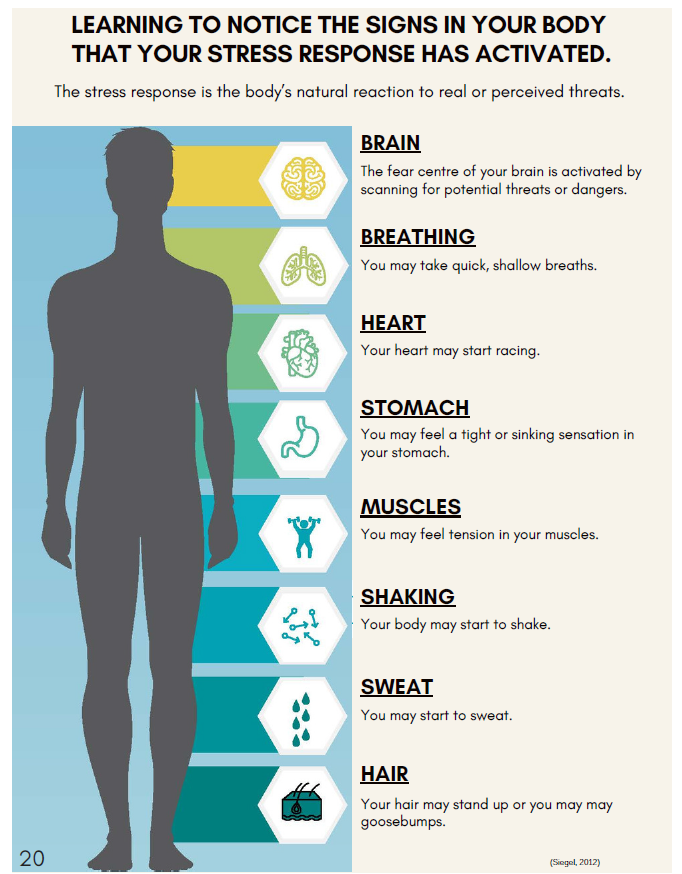 LEARNING TO NOTICE THE SIGNS IN YOUR BODY
THAT YOUR STRESS RESPONSE HAS ACTIVATED.
The stress response is the body's natural reaction to real or perceived threats.
BRAIN
The fear centre of your brain is activated by
scanning for potential threats or dangers.
BREATHING
You may take quick, shallow breaths.
HEART
Your heart may start racing.
STOMACH
You may feel a tight or sinking sensation in
your stomach.
MUSCLES
You may feel tension in your muscles.
SHAKING
Your body may start to shake.
SWEAT
You may start to sweat.
HAIR
Your hair may stand up or you may may
goosebumps.
20
(Siegel, 2012)